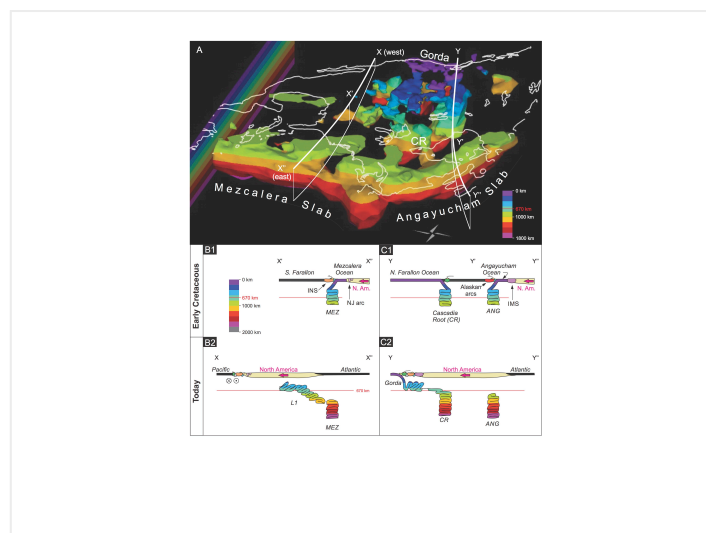 A
X (west)
Gorda
Y
X'
CR
Y'
X" (east)
Y"
Mezcalera Slab
Angayucham Slab
0 km
670 km
1000 km
1800 km
Early Cretaceous
B1
X'
X"
S. Farallon
Mezcalera Ocean
0 km
670 km
1000 km
2000 km
INS
N. Am.
NJ arc
MEZ
C1
Y
Y'
Y"
N. Farallon Ocean
Angayucham Ocean
Alaskan arcs
N. Am.
IMS
Cascadia Root (CR)
ANG
Today
B2
X
X"
Pacific
North America
Atlantic
670 km
L1
MEZ
C2
Y
Y"
North America
Atlantic
Gorda
CR
ANG